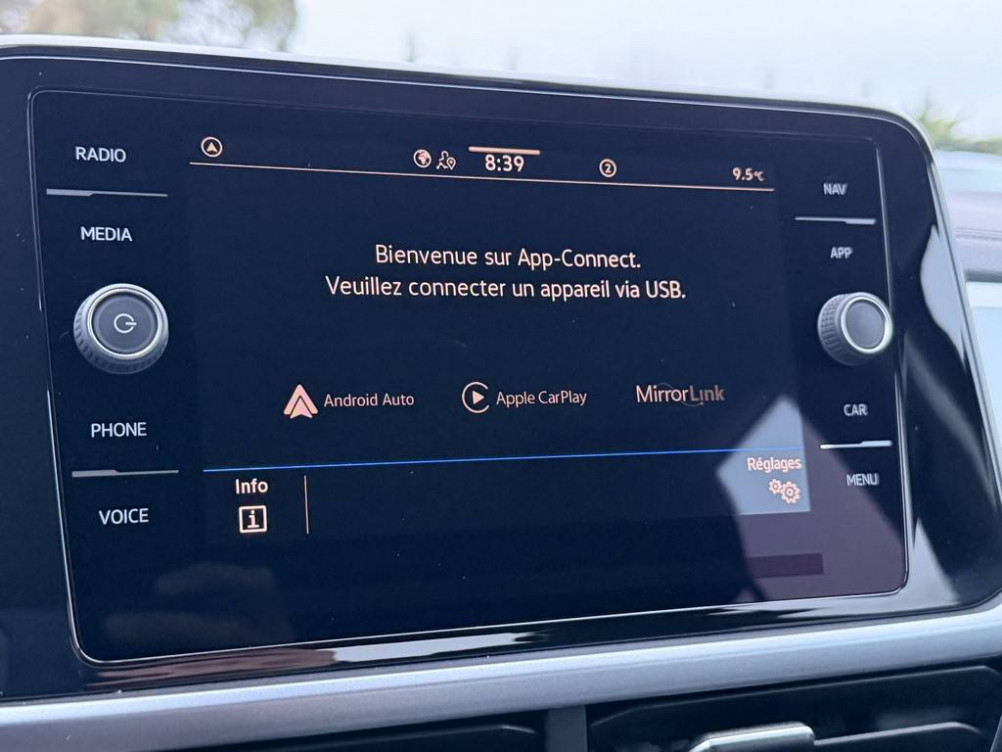 RADIO
MEDIA
PHONE
VOICE
8:39
2
9.5°C
Bienvenue sur App-Connect.
Veuillez connecter un appareil via USB.
Android Auto
Apple CarPlay
MirrorLink
Info
i
Réglages
NAV
APP
CAR
MENU